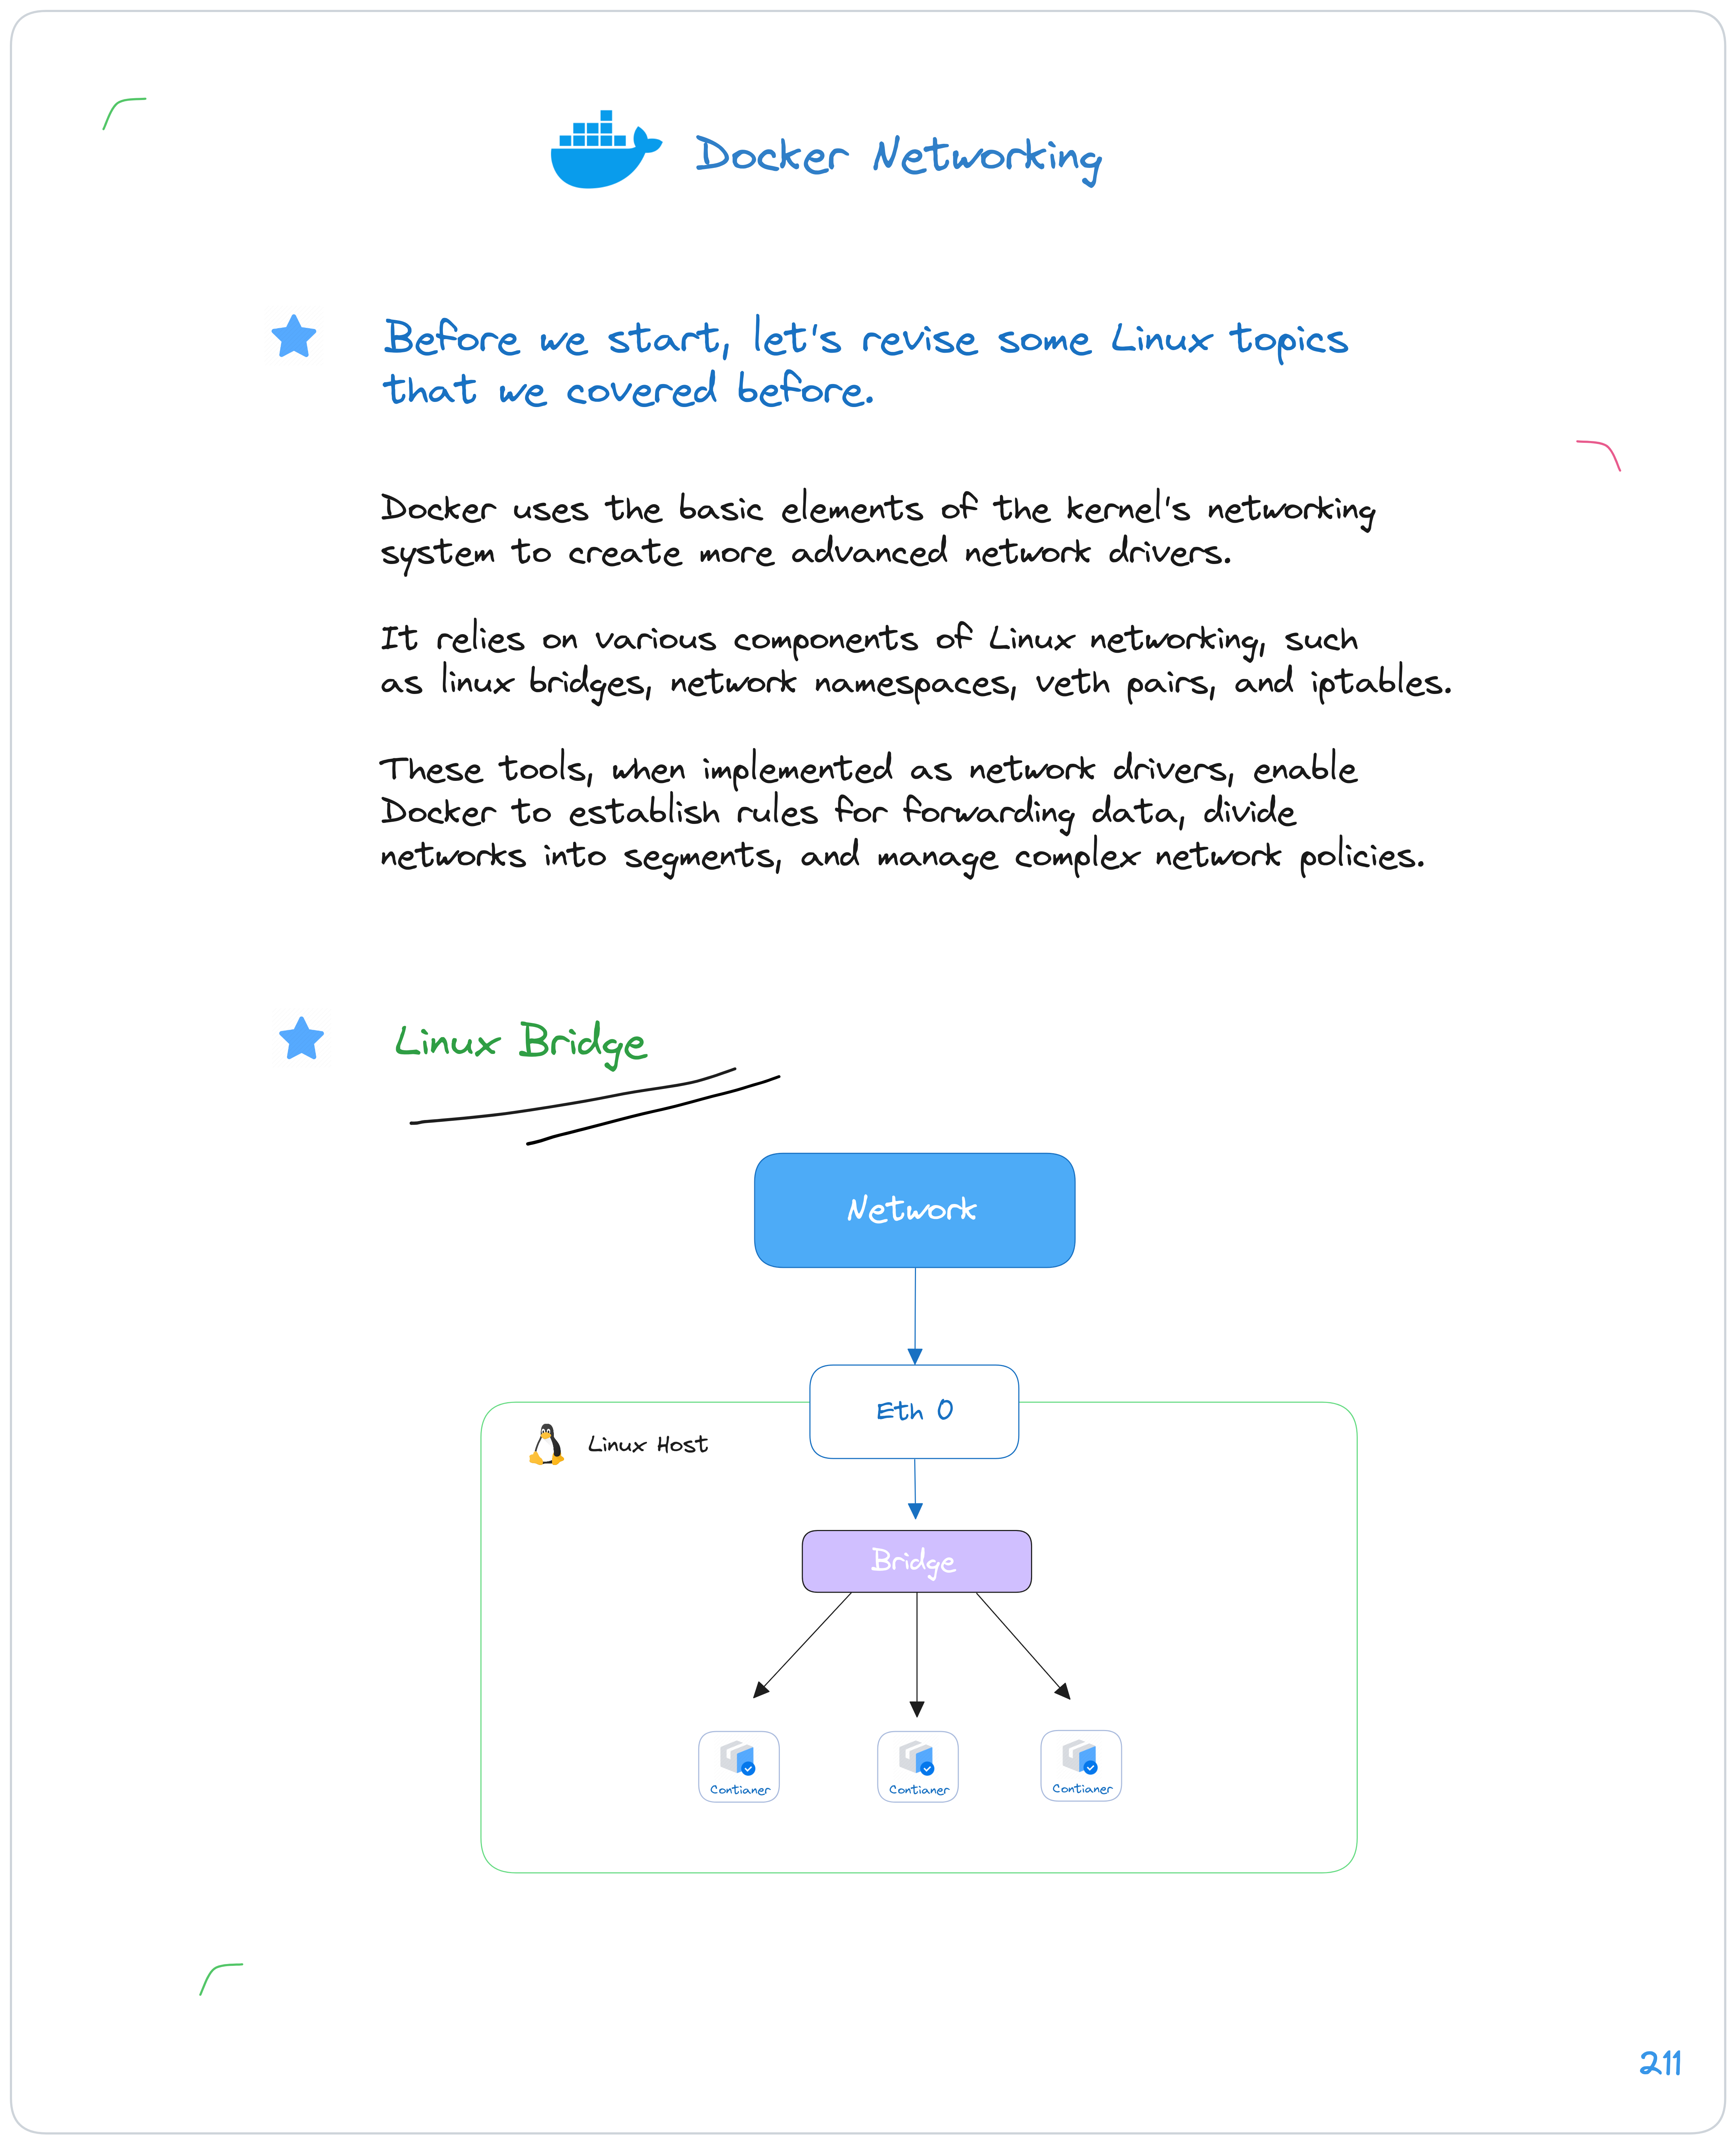 Docker Networking
Before we start, let's revise some Linux topics
that we covered before.
Docker uses the basic elements of the kernel's networking
system to create more advanced network drivers.
It relies on various components of Linux networking, such
as linux bridges, network namespaces, veth pairs, and iptables.
These tools, when implemented as network drivers, enable
Docker to establish rules for forwarding data, divide
networks into segments, and manage complex network policies.
Linux Bridge
Network
Eth 0
Linux Host
Bridge
Contianer
Contianer
Contianer
211